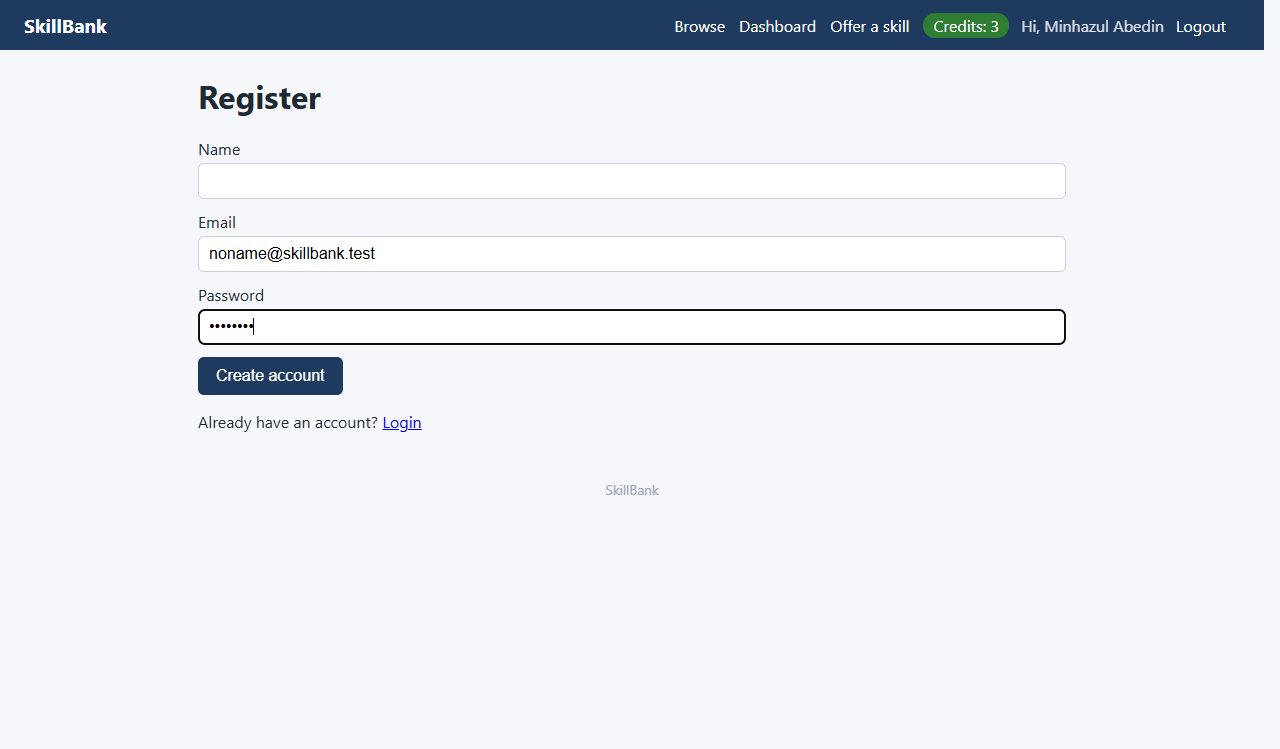 SkillBank Browse Dashboard Offer a skill Credits: 3 Hi, Minhazul Abedin Logout
Register
Name
Email
noname@skillbank.test
Password
••••••••
Create account
Already have an account? Login
SkillBank